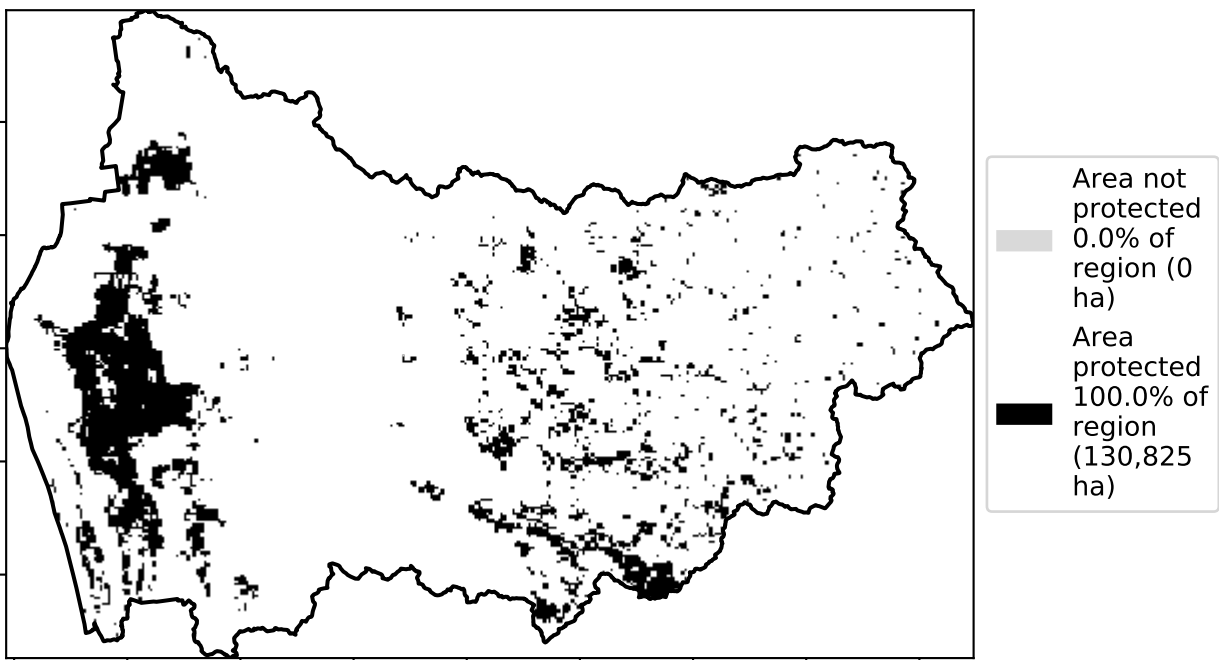 Area not
protected
0.0% of
region (0
ha)
Area
protected
100.0% of
region
(130,825
ha)